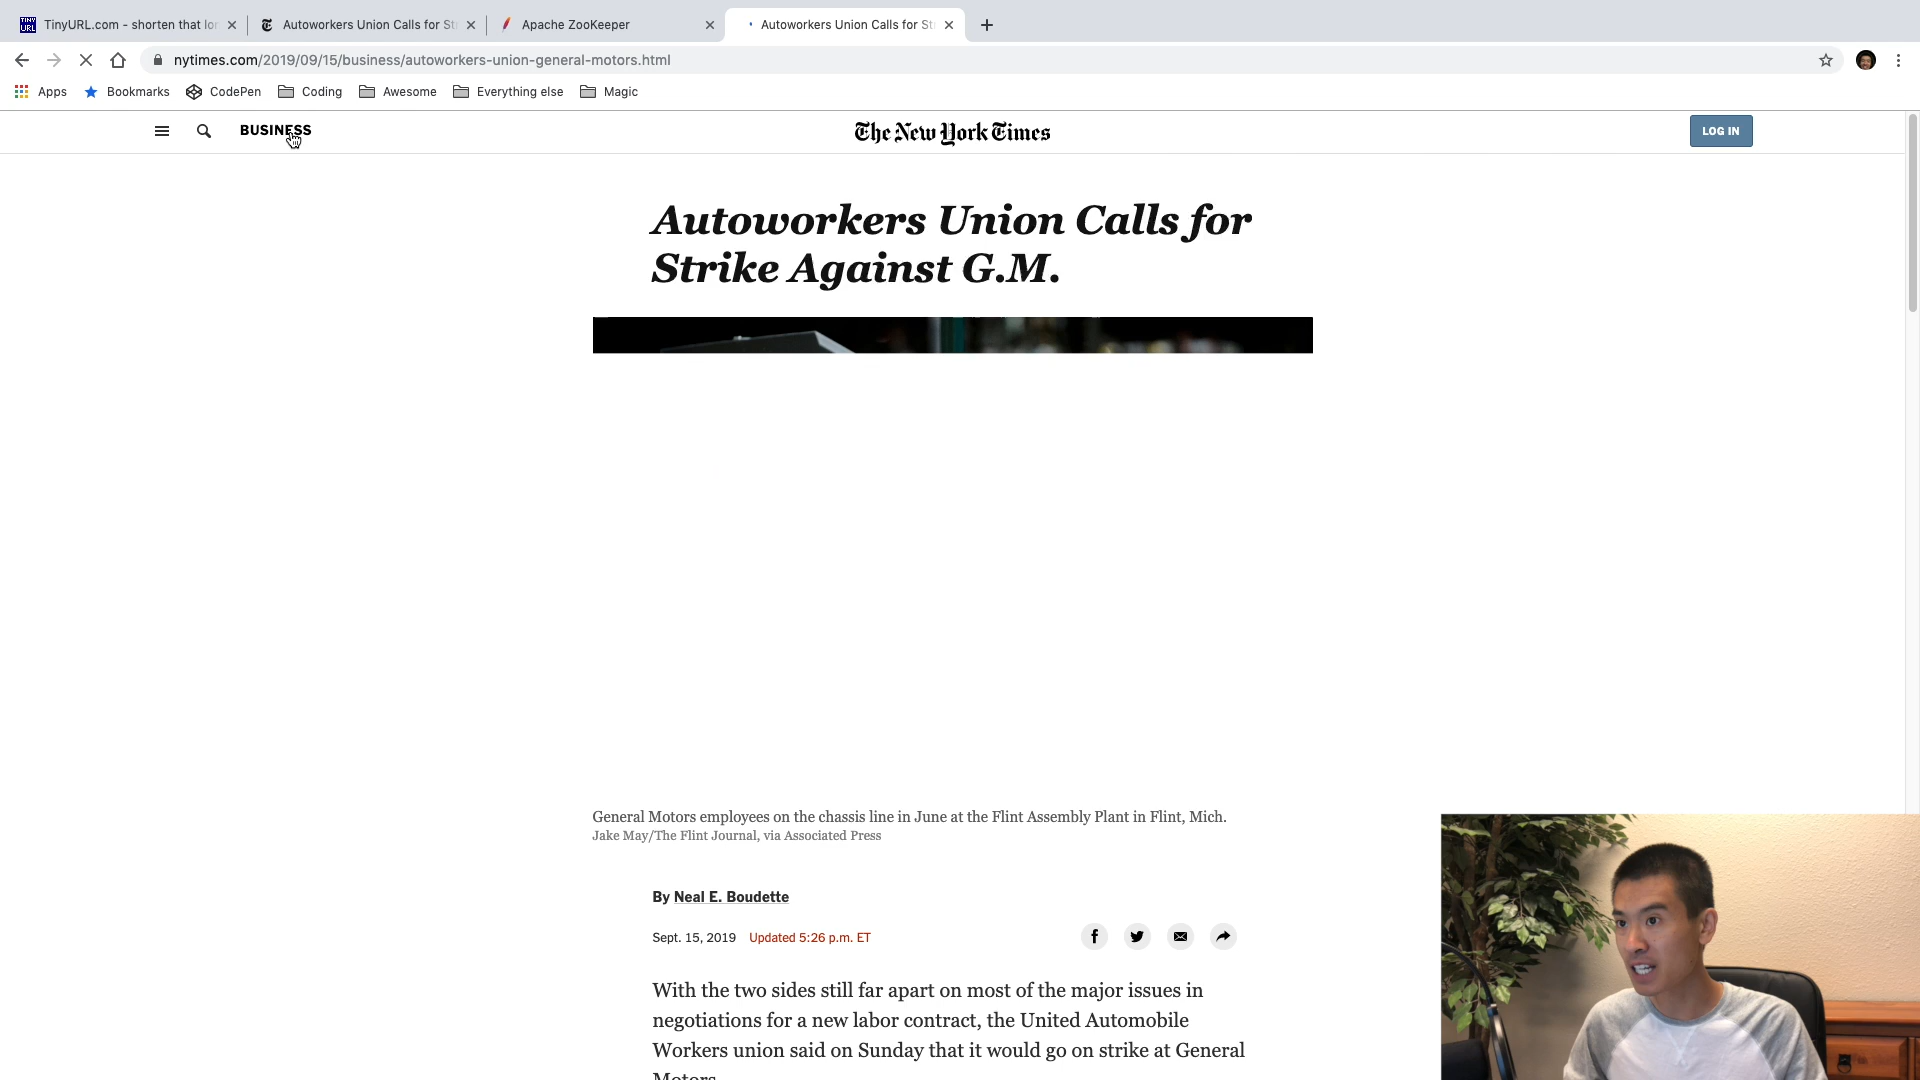 TinyURL.com - shorten that lo
Autoworkers Union Calls for St
Apache ZooKeeper
Autoworkers Union Calls for St
nytimes.com/2019/09/15/business/autoworkers-union-general-motors.html
Apps
Bookmarks
CodePen
Coding
Awesome
Everything else
Magic
BUSINESS
The New York Times
LOG IN
Autoworkers Union Calls for
Strike Against G.M.
General Motors employees on the chassis line in June at the Flint Assembly Plant in Flint, Mich.
Jake May/The Flint Journal, via Associated Press
By Neal E. Boudette
Sept. 15, 2019 Updated 5:26 p.m. ET
With the two sides still far apart on most of the major issues in
negotiations for a new labor contract, the United Automobile
Workers union said on Sunday that it would go on strike at General
Motors